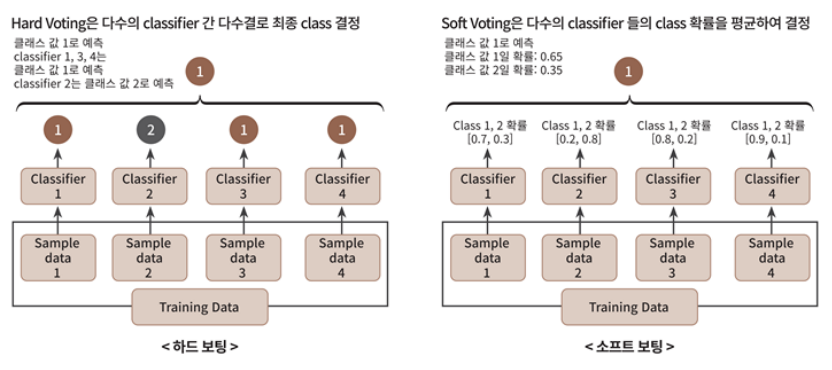 Hard Voting은 다수의 classifier 간 다수결로 최종 class 결정
클래스 값 1로 예측
classifier 1, 3, 4는
클래스 값 1로 예측
classifier 2는 클래스 값 2로 예측
1
1
2
1
1
Classifier
1
Classifier
2
Classifier
3
Classifier
4
Sample
data
1
Sample
data
2
Sample
data
3
Sample
data
4
Training Data
< 하드 보팅 >
Soft Voting은 다수의 classifier 들의 class 확률을 평균하여 결정
클래스 값 1로 예측
클래스 값 1일 확률: 0.65
클래스 값 2일 확률: 0.35
1
Class 1, 2 확률
[0.7, 0.3]
Class 1, 2 확률
[0.2, 0.8]
Class 1, 2 확률
[0.8, 0.2]
Class 1, 2 확률
[0.9, 0.1]
Classifier
1
Classifier
2
Classifier
3
Classifier
4
Sample
data
1
Sample
data
2
Sample
data
3
Sample
data
4
Training Data
< 소프트 보팅 >